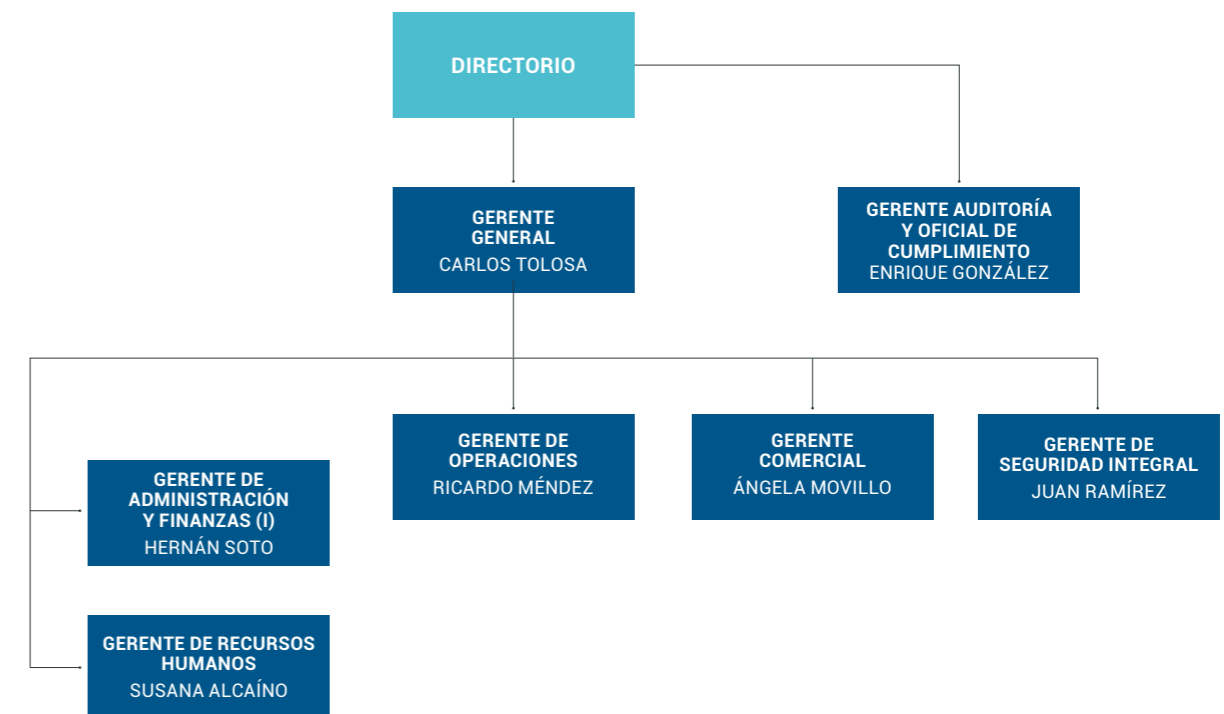 DIRECTORIO
GERENTE
GENERAL
CARLOS TOLOSA
GERENTE AUDITORÍA
Y OFICIAL DE
CUMPLIMIENTO
ENRIQUE GONZÁLEZ
GERENTE DE
OPERACIONES
RICARDO MÉNDEZ
GERENTE
COMERCIAL
ÁNGELA MOVILLO
GERENTE DE
SEGURIDAD INTEGRAL
JUAN RAMÍREZ
GERENTE DE
ADMINISTRACIÓN
Y FINANZAS (I)
HERNÁN SOTO
GERENTE DE RECURSOS
HUMANOS
SUSANA ALCAÍNO